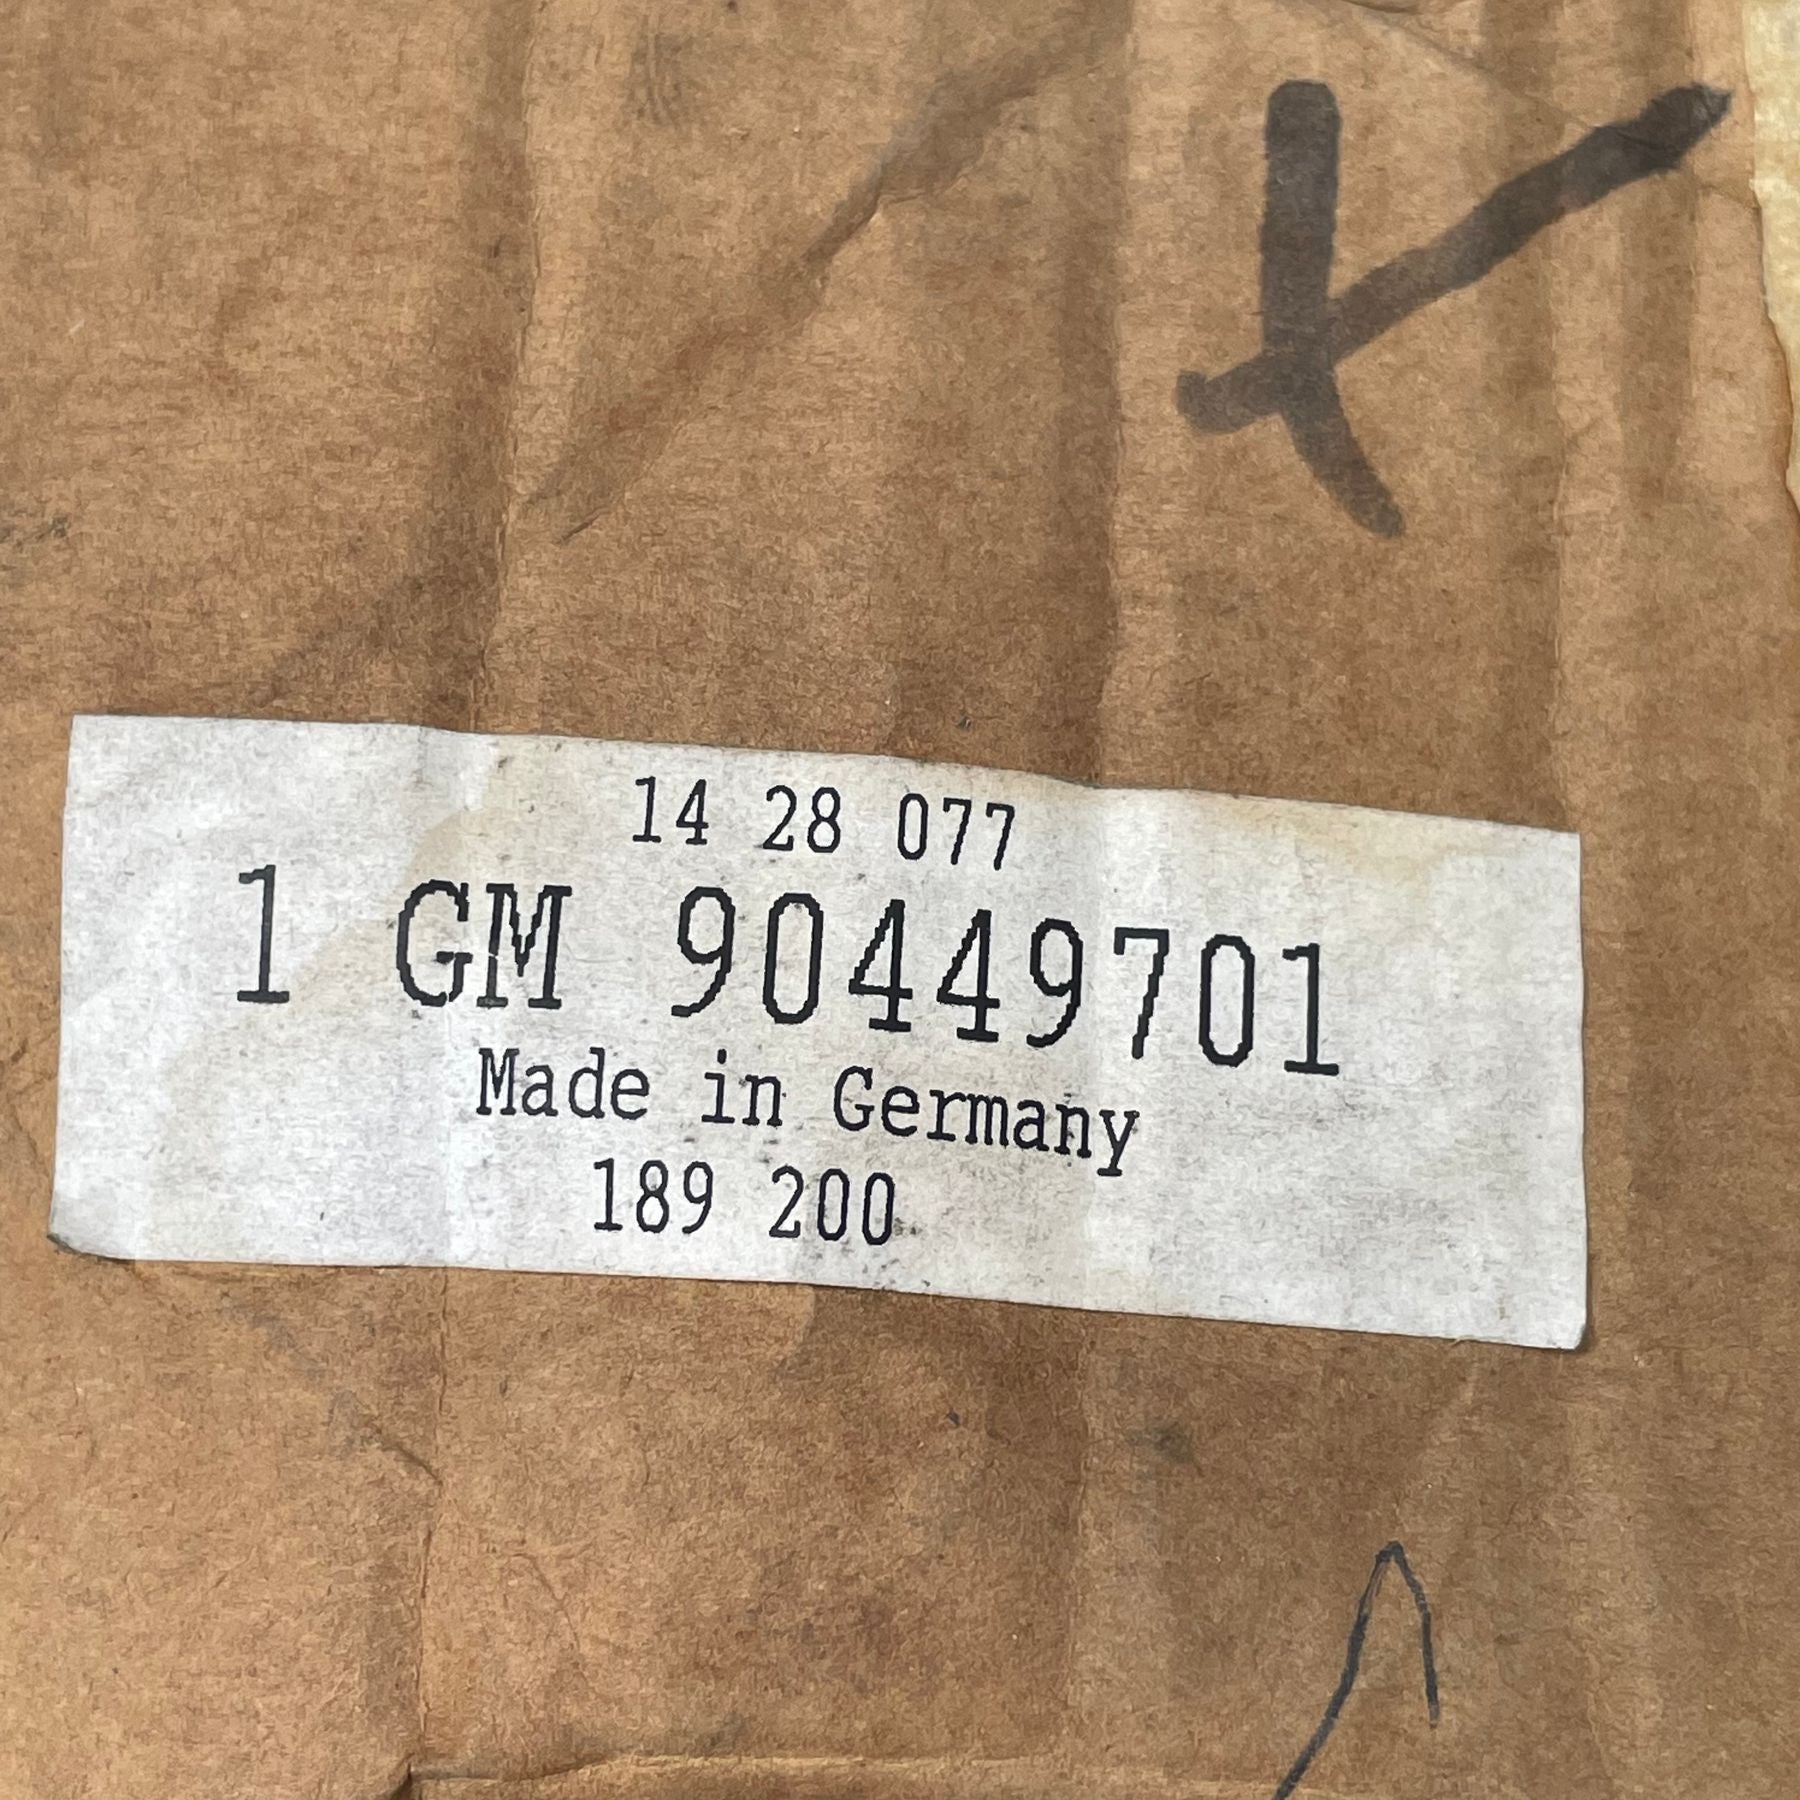 K
14 28 077
1 GM 90449701
Made in Germany
189 200